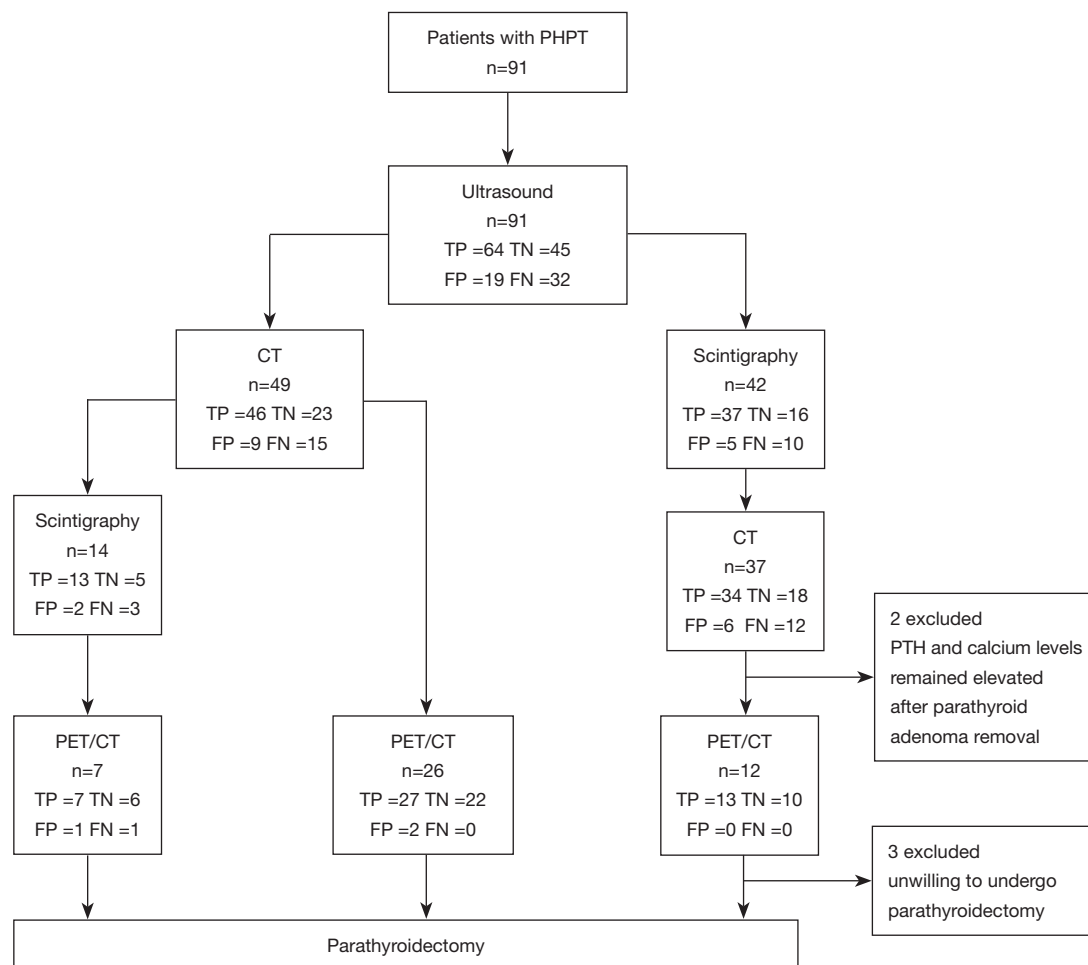 Patients with PHPT
n=91
Ultrasound
n=91
TP =64 TN =45
FP =19 FN =32
CT
n=49
TP =46 TN =23
FP =9 FN =15
Scintigraphy
n=42
TP =37 TN =16
FP =5 FN =10
Scintigraphy
n=14
TP =13 TN =5
FP =2 FN =3
CT
n=37
TP =34 TN =18
FP =6 FN =12
2 excluded
PTH and calcium levels
remained elevated
after parathyroid
adenoma removal
PET/CT
n=7
TP =7 TN =6
FP =1 FN =1
PET/CT
n=26
TP =27 TN =22
FP =2 FN =0
PET/CT
n=12
TP =13 TN =10
FP =0 FN =0
3 excluded
unwilling to undergo
parathyroidectomy
Parathyroidectomy